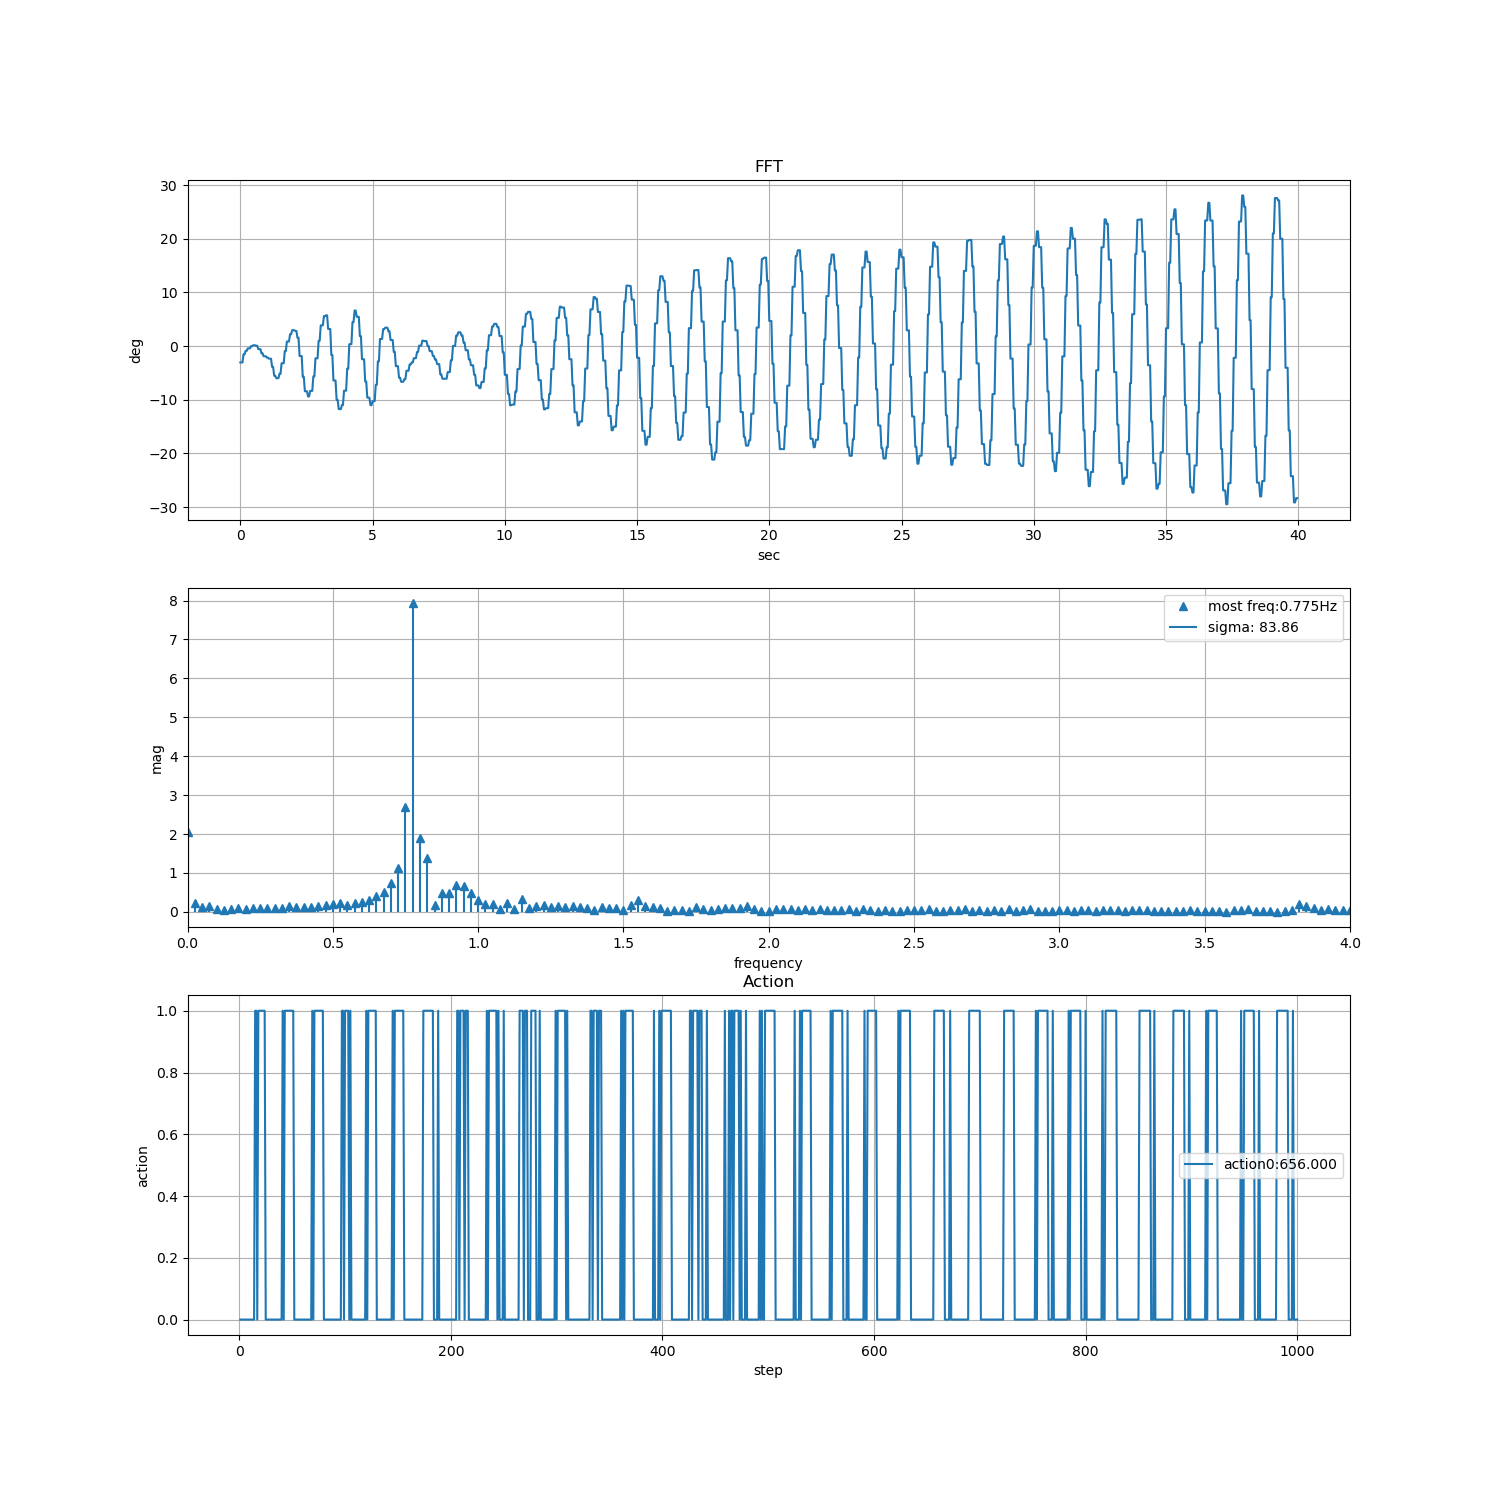 FFT
30
20
10
0
−10
−20
−30
deg
0 5 10 15 20 25 30 35 40
sec
8
7
6
5
4
3
2
1
0
mag
most freq:0.775Hz
sigma: 83.86
0.0 0.5 1.0 1.5 2.0 2.5 3.0 3.5 4.0
frequency
Action
1.0
0.8
0.6
0.4
0.2
0.0
action
action0:656.000
0 200 400 600 800 1000
step